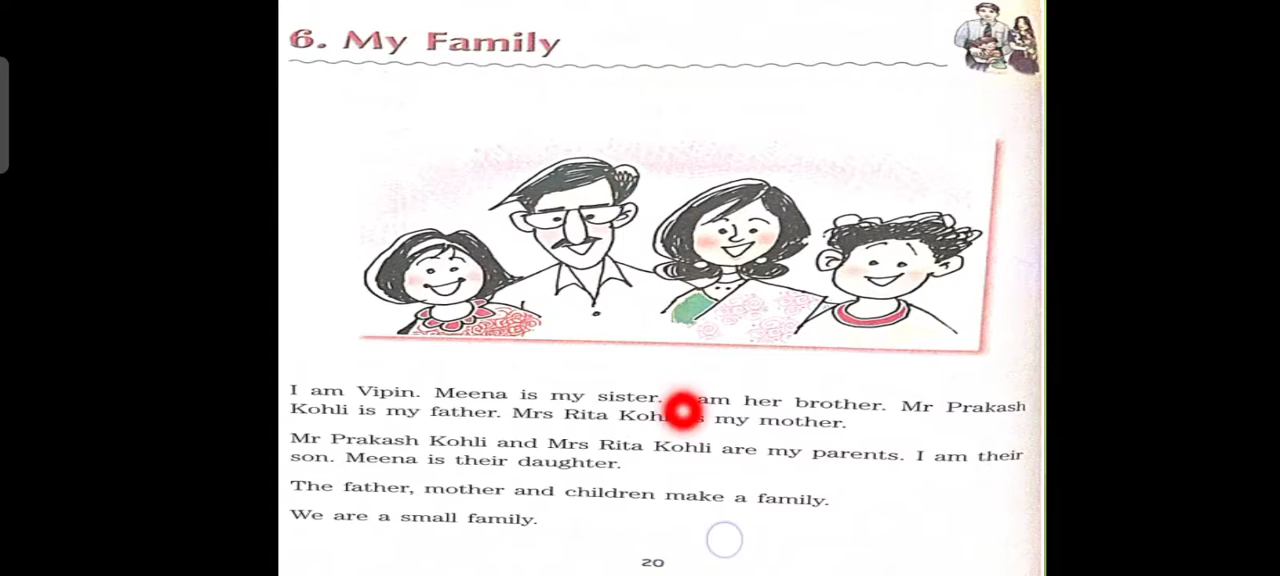 6. My Family
I am Vipin. Meena is my sister. am her brother. Mr Prakash
Kohli is my father. Mrs Rita Kohli my mother.
Mr Prakash Kohli and Mrs Rita Kohli are my parents. I am their
son. Meena is their daughter.
The father, mother and children make a family.
We are a small family.
20